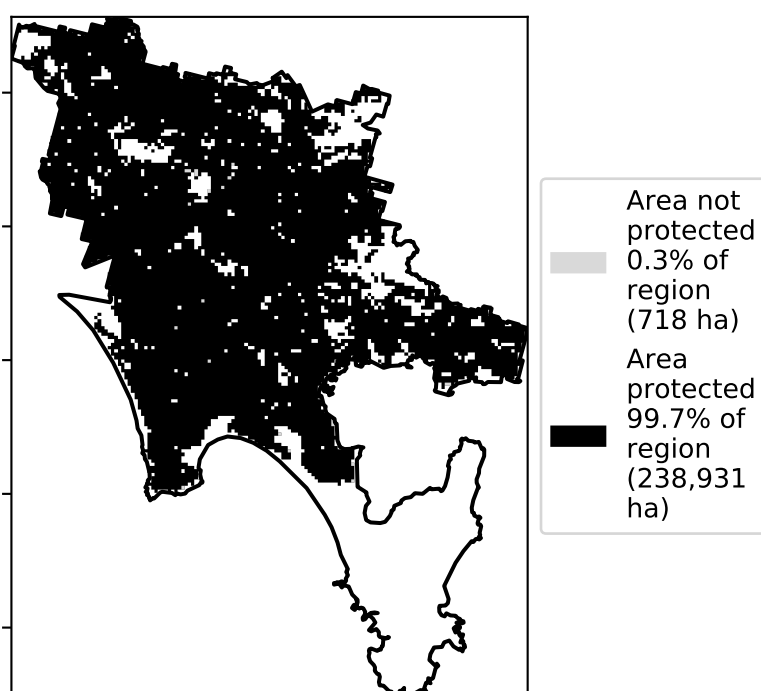 Area not
protected
0.3% of
region
(718 ha)
Area
protected
99.7% of
region
(238,931
ha)